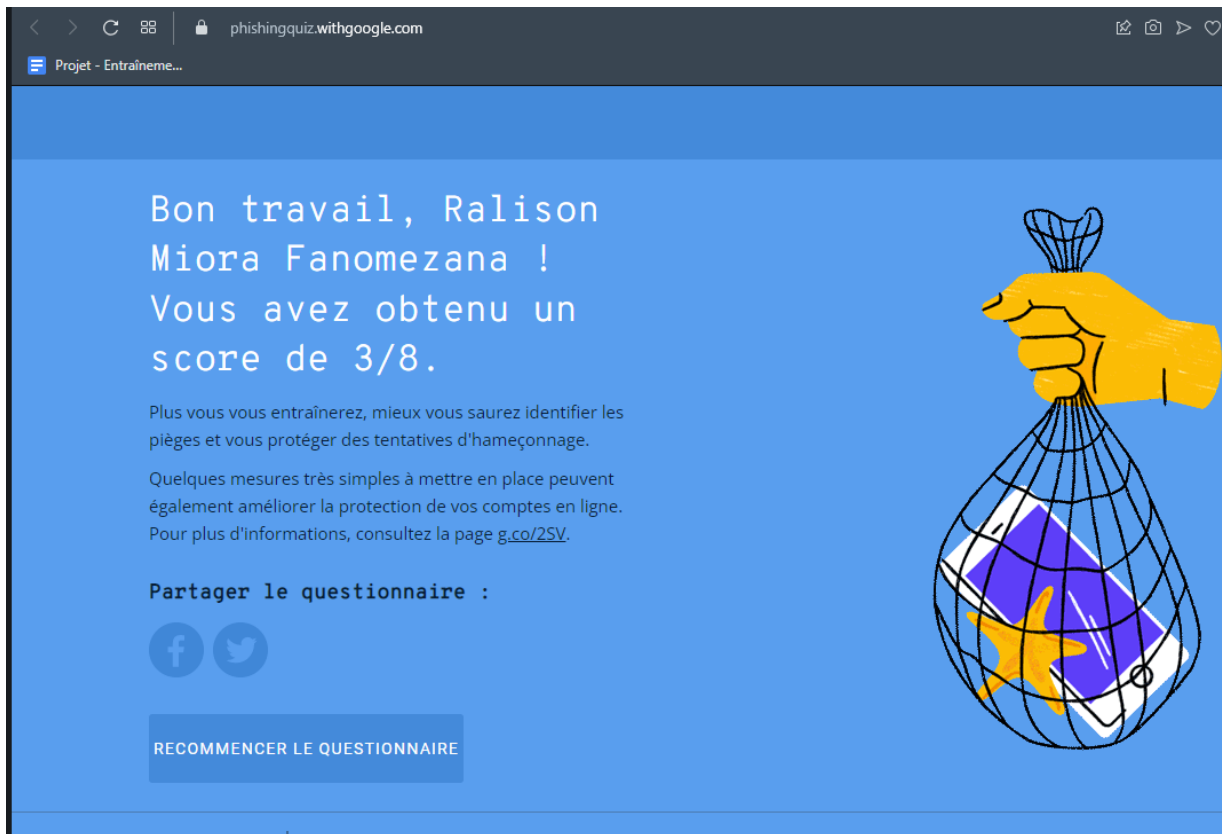 phishingquiz.withgoogle.com
Projet - Entraîneme...
Bon travail, Ralison
Miora Fanomezana !
Vous avez obtenu un
score de 3/8.
Plus vous vous entraînerez, mieux vous saurez identifier les
pièges et vous protéger des tentatives d'hameçonnage.
Quelques mesures très simples à mettre en place peuvent
également améliorer la protection de vos comptes en ligne.
Pour plus d'informations, consultez la page g.co/2SV.
Partager le questionnaire :
RECOMMENCER LE QUESTIONNAIRE